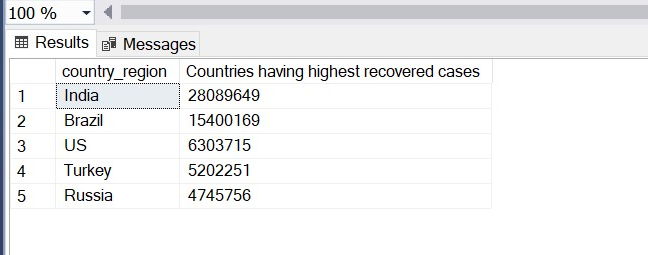 100 %
Results Messages
country_region Countries having highest recovered cases
1 India 28089649
2 Brazil 15400169
3 US 6303715
4 Turkey 5202251
5 Russia 4745756